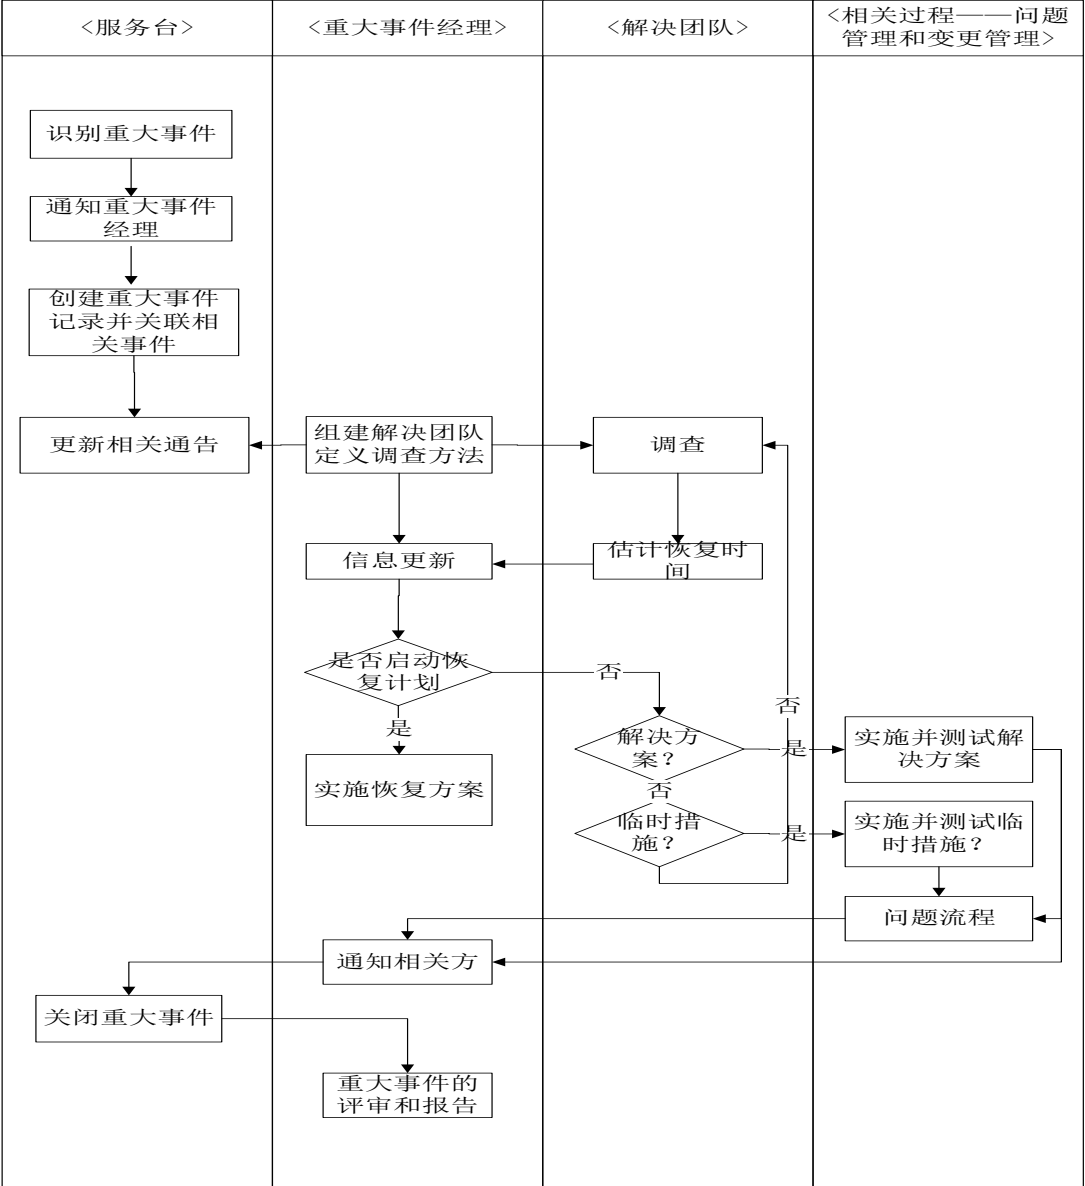 <服务台>
<重大事件经理>
<解决团队>
<相关过程——问题
管理和变更管理>
识别重大事件
通知重大事件
经理
创建重大事件
记录并关联相
关事件
更新相关通告
组建解决团队
定义调查方法
调查
信息更新
估计恢复时
间
是否启动恢
复计划
否
是
否
解决方
案？
是
实施并测试解
决方案
实施恢复方案
否
临时措
施？
是
实施并测试临
时措施？
问题流程
通知相关方
关闭重大事件
重大事件的
评审和报告